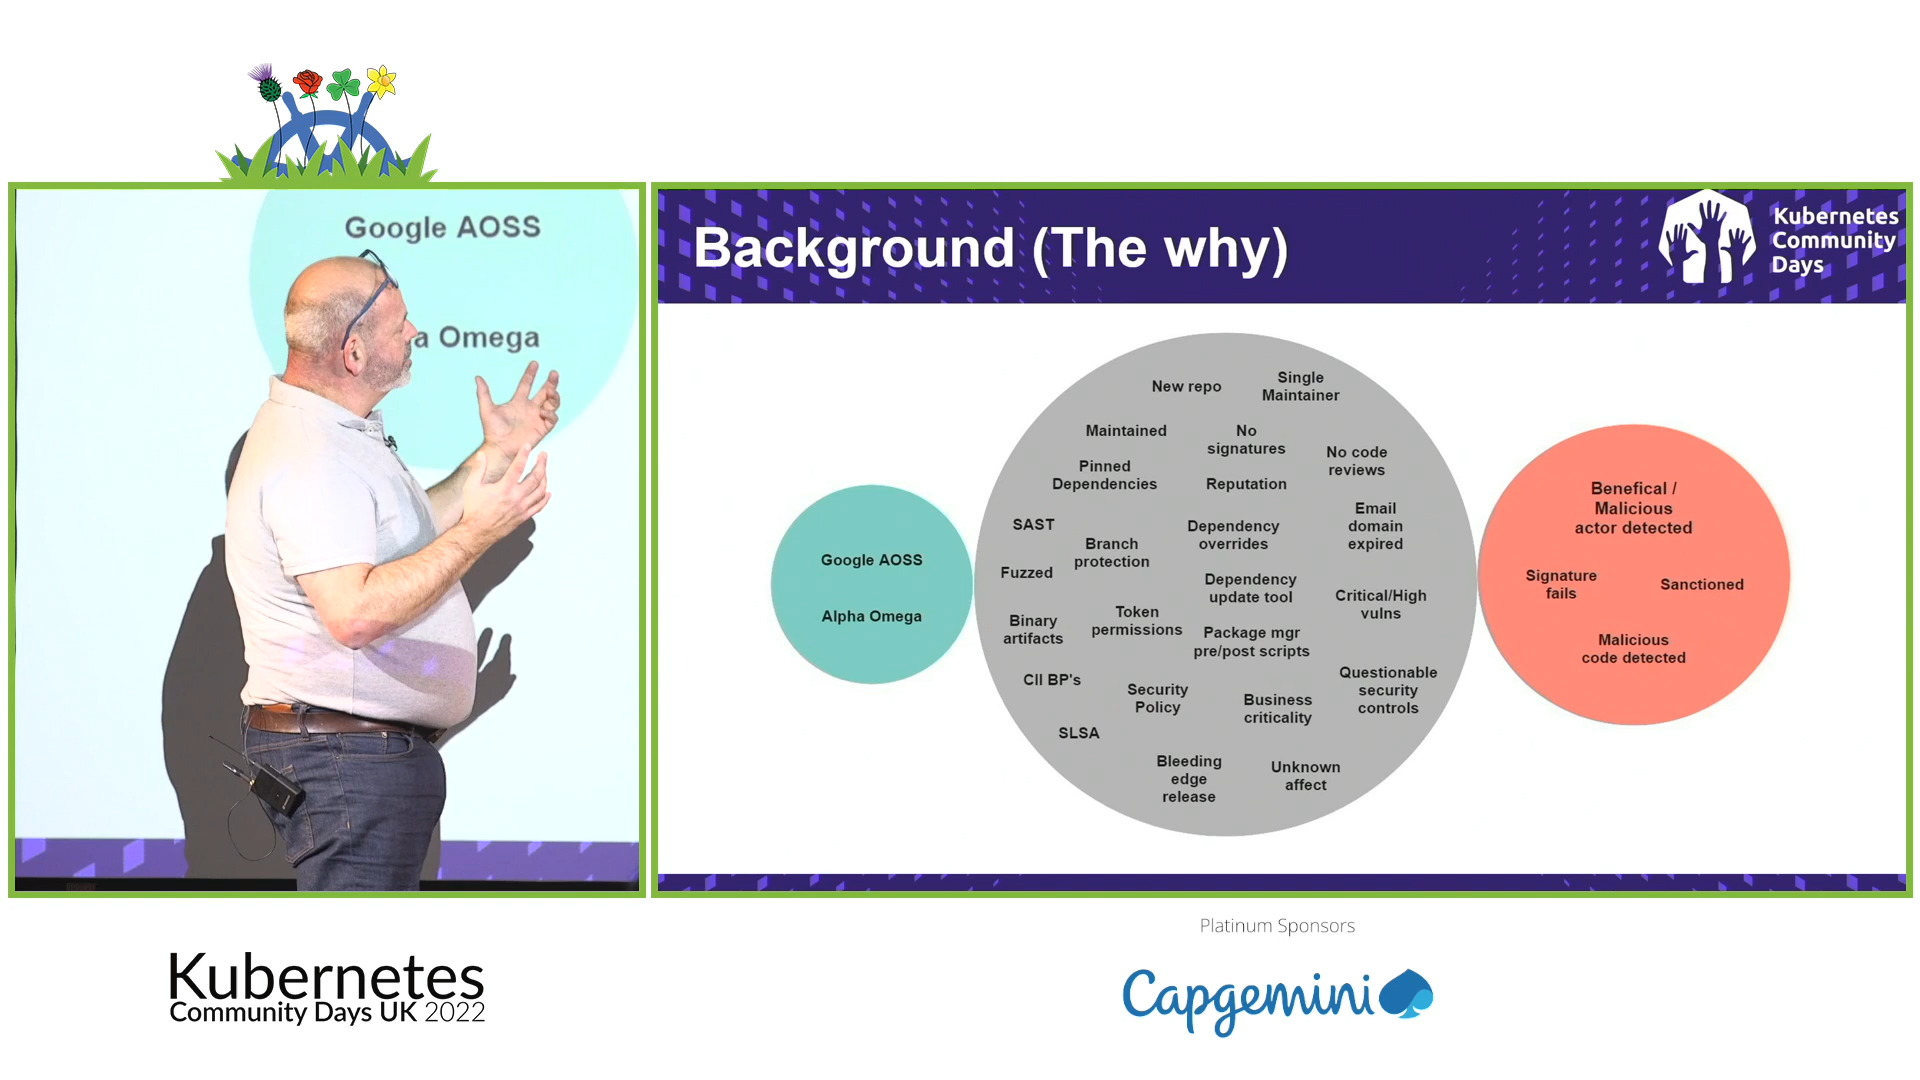 Google AOSS
a Omega
Background (The why)
Kubernetes
Community
Days
New repo
Single
Maintainer
Maintained
No
signatures
No code
reviews
Pinned
Dependencies
Reputation
Email
domain
expired
SAST
Dependency
overrides
Branch
protection
Fuzzed
Dependency
update tool
Critical/High
vulns
Binary
artifacts
Token
permissions
Package mgr
pre/post scripts
CII BP's
Security
Policy
Business
criticality
Questionable
security
controls
SLSA
Bleeding
edge
release
Unknown
affect
Google AOSS
Alpha Omega
Benefical /
Malicious
actor detected
Signature
fails
Sanctioned
Malicious
code detected
Platinum Sponsors
Capgemini
Kubernetes
Community Days UK 2022